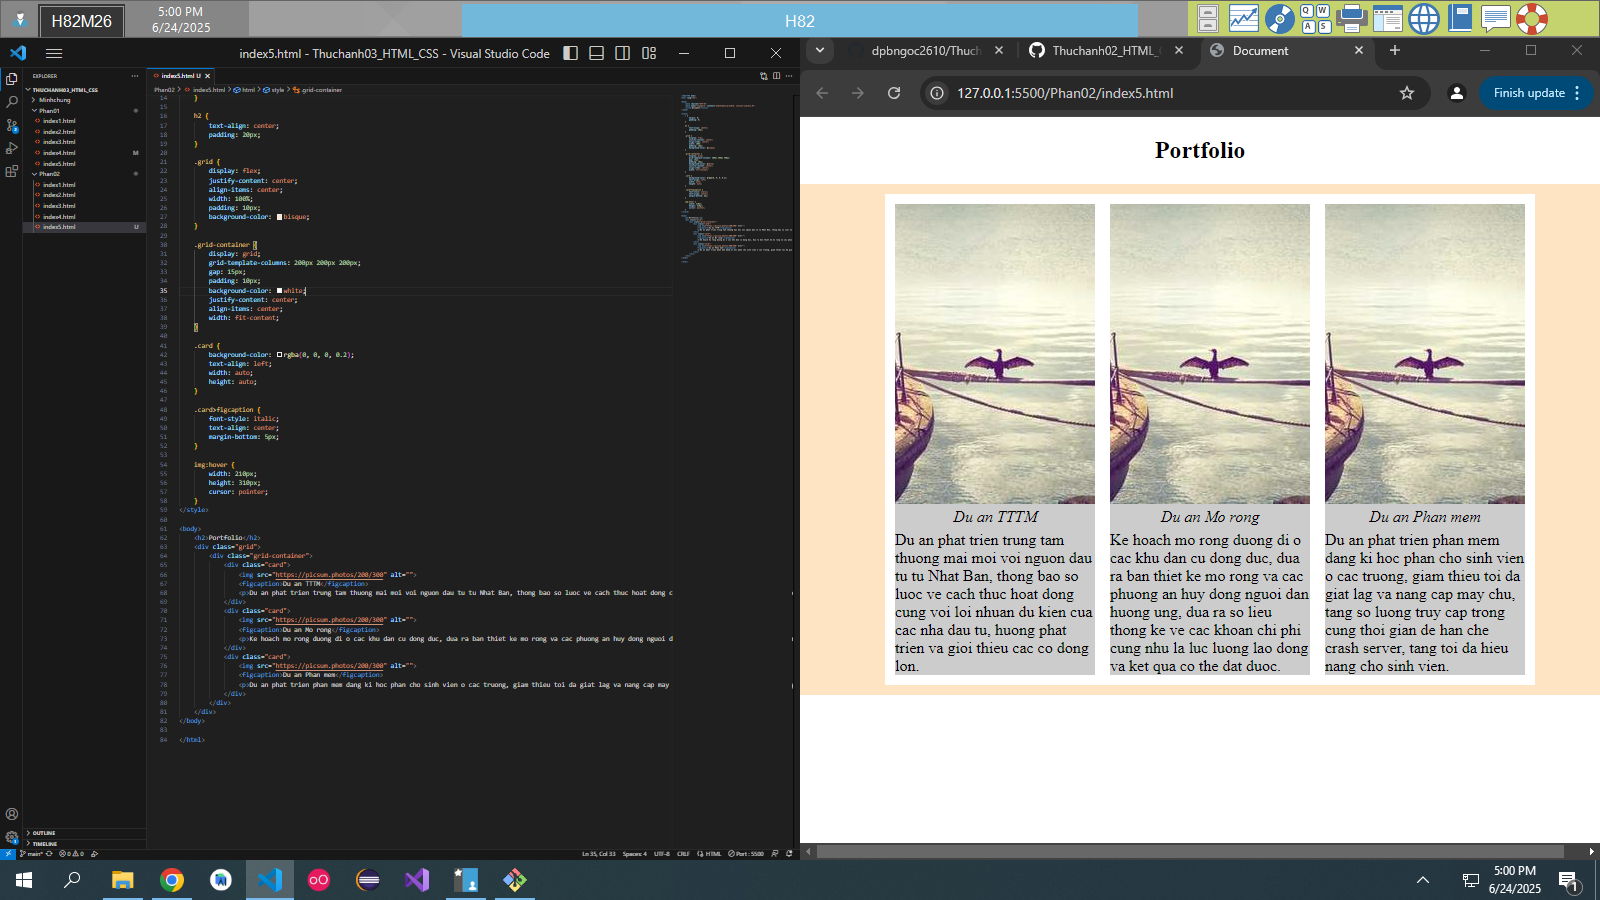 H82M26
5:00 PM
6/24/2025
H82
Q W
A S
index5.html - Thuchanh03_HTML_CSS - Visual Studio Code
EXPLORER
THUCHANH03_HTML_CSS
Minhchung
Phan01
index1.html
index2.html
index3.html
index4.html M
index5.html
Phan02
index1.html
index2.html
index3.html
index4.html
index5.html U
OUTLINE
TIMELINE
index5.html U
Phan02 > index5.html > html > style > .grid-container
14 }
15
16 h2 {
17 text-align: center;
18 padding: 20px;
19 }
20
21 .grid {
22 display: flex;
23 justify-content: center;
24 align-items: center;
25 width: 100%;
26 padding: 10px;
27 background-color: bisque;
28 }
29
30 .grid-container {
31 display: grid;
32 grid-template-columns: 200px 200px 200px;
33 gap: 15px;
34 padding: 10px;
35 background-color: white;
36 justify-content: center;
37 align-items: center;
38 width: fit-content;
39 }
40
41 .card {
42 background-color: rgba(0, 0, 0, 0.2);
43 text-align: left;
44 width: auto;
45 height: auto;
46 }
47
48 .card>figcaption {
49 font-style: italic;
50 text-align: center;
51 margin-bottom: 5px;
52 }
53
54 img:hover {
55 width: 210px;
56 height: 310px;
57 cursor: pointer;
58 }
59 </style>
60
61 <body>
62 <h2>Portfolio</h2>
63 <div class="grid">
64 <div class="grid-container">
65 <div class="card">
66 <img src="https://picsum.photos/200/300" alt="">
67 <figcaption>Du an TTTM</figcaption>
68 <p>Du an phat trien trung tam thuong mai moi voi nguon dau tu tu Nhat Ban, thong bao so luoc ve cach thuc hoat dong c
69 </div>
70 <div class="card">
71 <img src="https://picsum.photos/200/300" alt="">
72 <figcaption>Du an Mo rong</figcaption>
73 <p>Ke hoach mo rong duong di o cac khu dan cu dong duc, dua ra ban thiet ke mo rong va cac phuong an huy dong nguoi d
74 </div>
75 <div class="card">
76 <img src="https://picsum.photos/200/300" alt="">
77 <figcaption>Du an Phan mem</figcaption>
78 <p>Du an phat trien phan mem dang ki hoc phan cho sinh vien o cac truong, giam thieu toi da giat lag va nang cap may
79 </div>
80 </div>
81 </div>
82 </body>
83
84 </html>
main* 0 0
Ln 35, Col 33 Spaces: 4 UTF-8 CRLF HTML Port : 5500
dpbngoc2610/Thuch
Thuchanh02_HTML_
Document
127.0.0.1:5500/Phan02/index5.html
Finish update
Portfolio
Du an TTTM
Du an phat trien trung tam
thuong mai moi voi nguon dau
tu tu Nhat Ban, thong bao so
luoc ve cach thuc hoat dong
cung voi loi nhuan du kien cua
cac nha dau tu, huong phat
trien va gioi thieu cac co dong
lon.
Du an Mo rong
Ke hoach mo rong duong di o
cac khu dan cu dong duc, dua
ra ban thiet ke mo rong va cac
phuong an huy dong nguoi dan
huong ung, dua ra so lieu
thong ke ve cac khoan chi phi
cung nhu la luc luong lao dong
va ket qua co the dat duoc.
Du an Phan mem
Du an phat trien phan mem
dang ki hoc phan cho sinh vien
o cac truong, giam thieu toi da
giat lag va nang cap may chu,
tang so luong truy cap trong
cung thoi gian de han che
crash server, tang toi da hieu
nang cho sinh vien.
5:00 PM
6/24/2025
1